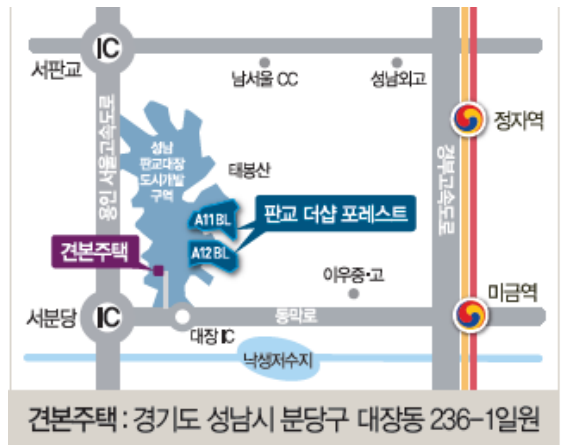 IC
서판교
남서울 CC
성남외고
용인 서울고속도로
성남
판교대장
도시개발
구역
태봉산
정자역
경부고속도로
A11 BL
판교 더샵 포레스트
A12 BL
견본주택
이우중·고
미금역
서분당
IC
동막로
대장 IC
낙생저수지
견본주택 : 경기도 성남시 분당구 대장동 236-1일원